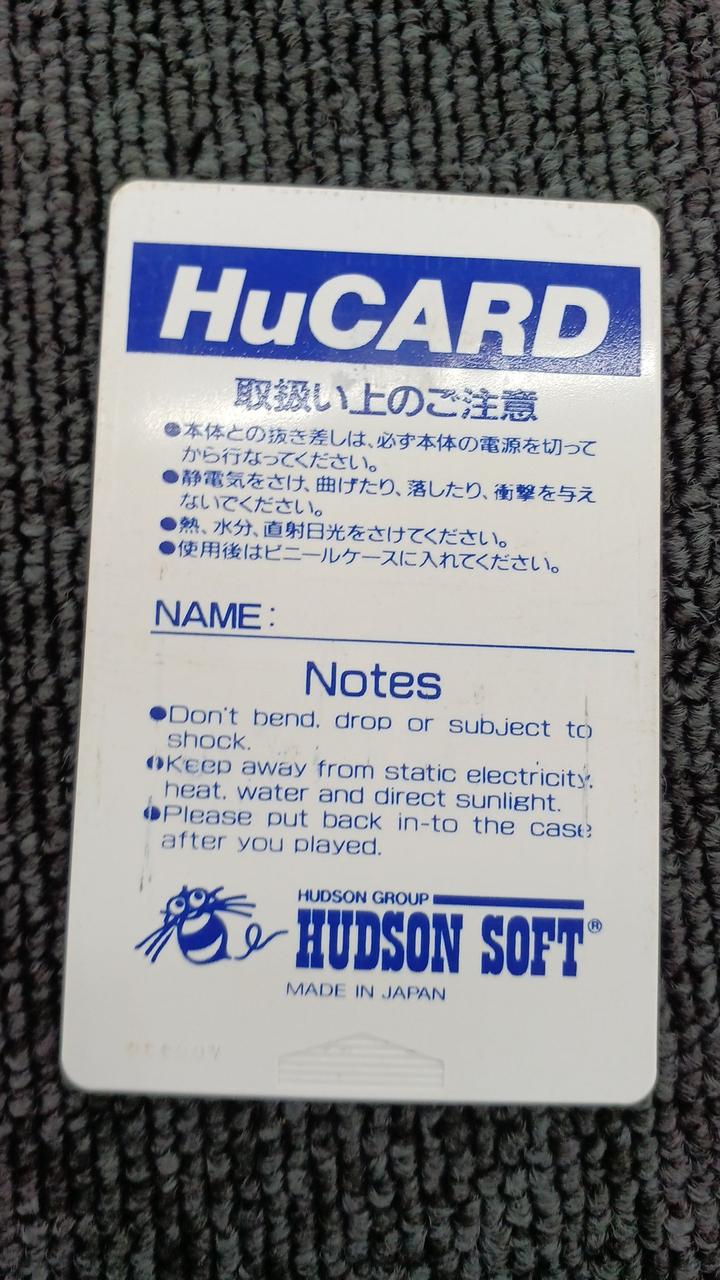 HuCARD
取扱い上のご注意
●本体との抜き差しは、必ず本体の電源を切って
から行なってください。
●静電気をさけ、曲げたり、落したり、衝撃を与え
ないでください。
●熱、水分、直射日光をさけてください。
●使用後はビニールケースに入れてください。
NAME:
Notes
●Don't bend, drop or subject to
shock.
●Keep away from static electricity,
heat, water and direct sunlight.
●Please put back in-to the case
after you played.
HUDSON GROUP
HUDSON SOFT®
MADE IN JAPAN